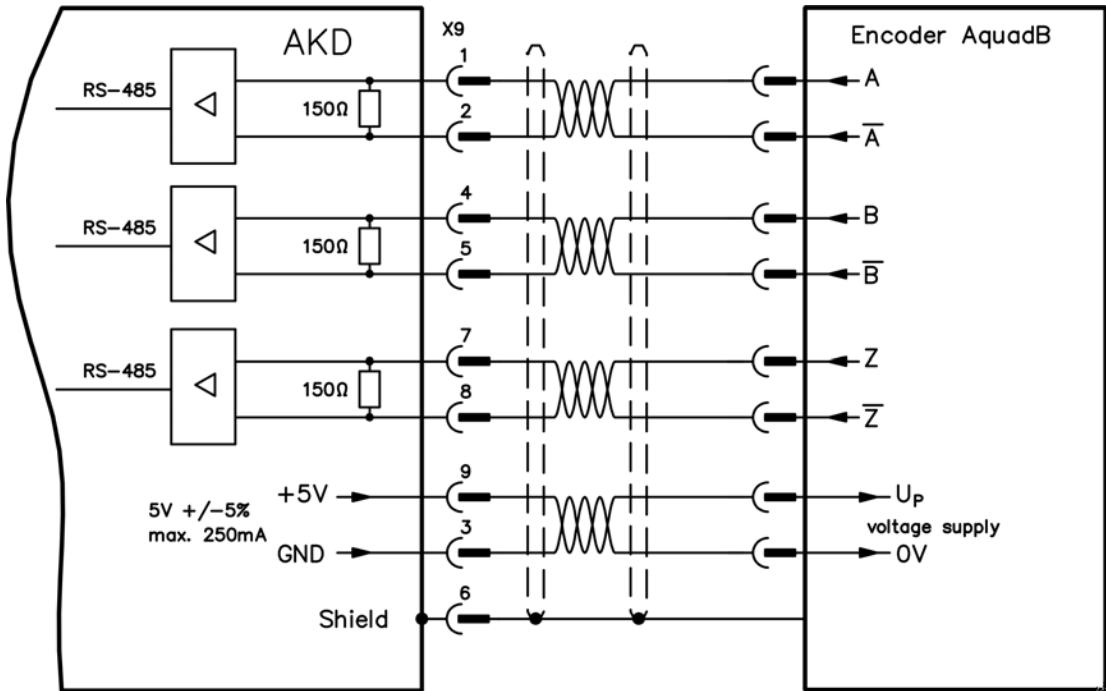 AKD
X9
Encoder AquadB
1
A
RS-485
150Ω
2
A̅
4
B
RS-485
150Ω
5
B̅
7
Z
RS-485
150Ω
8
Z̅
9
+5V
UP
5V +/-5%
max. 250mA
voltage supply
3
GND
0V
6
Shield